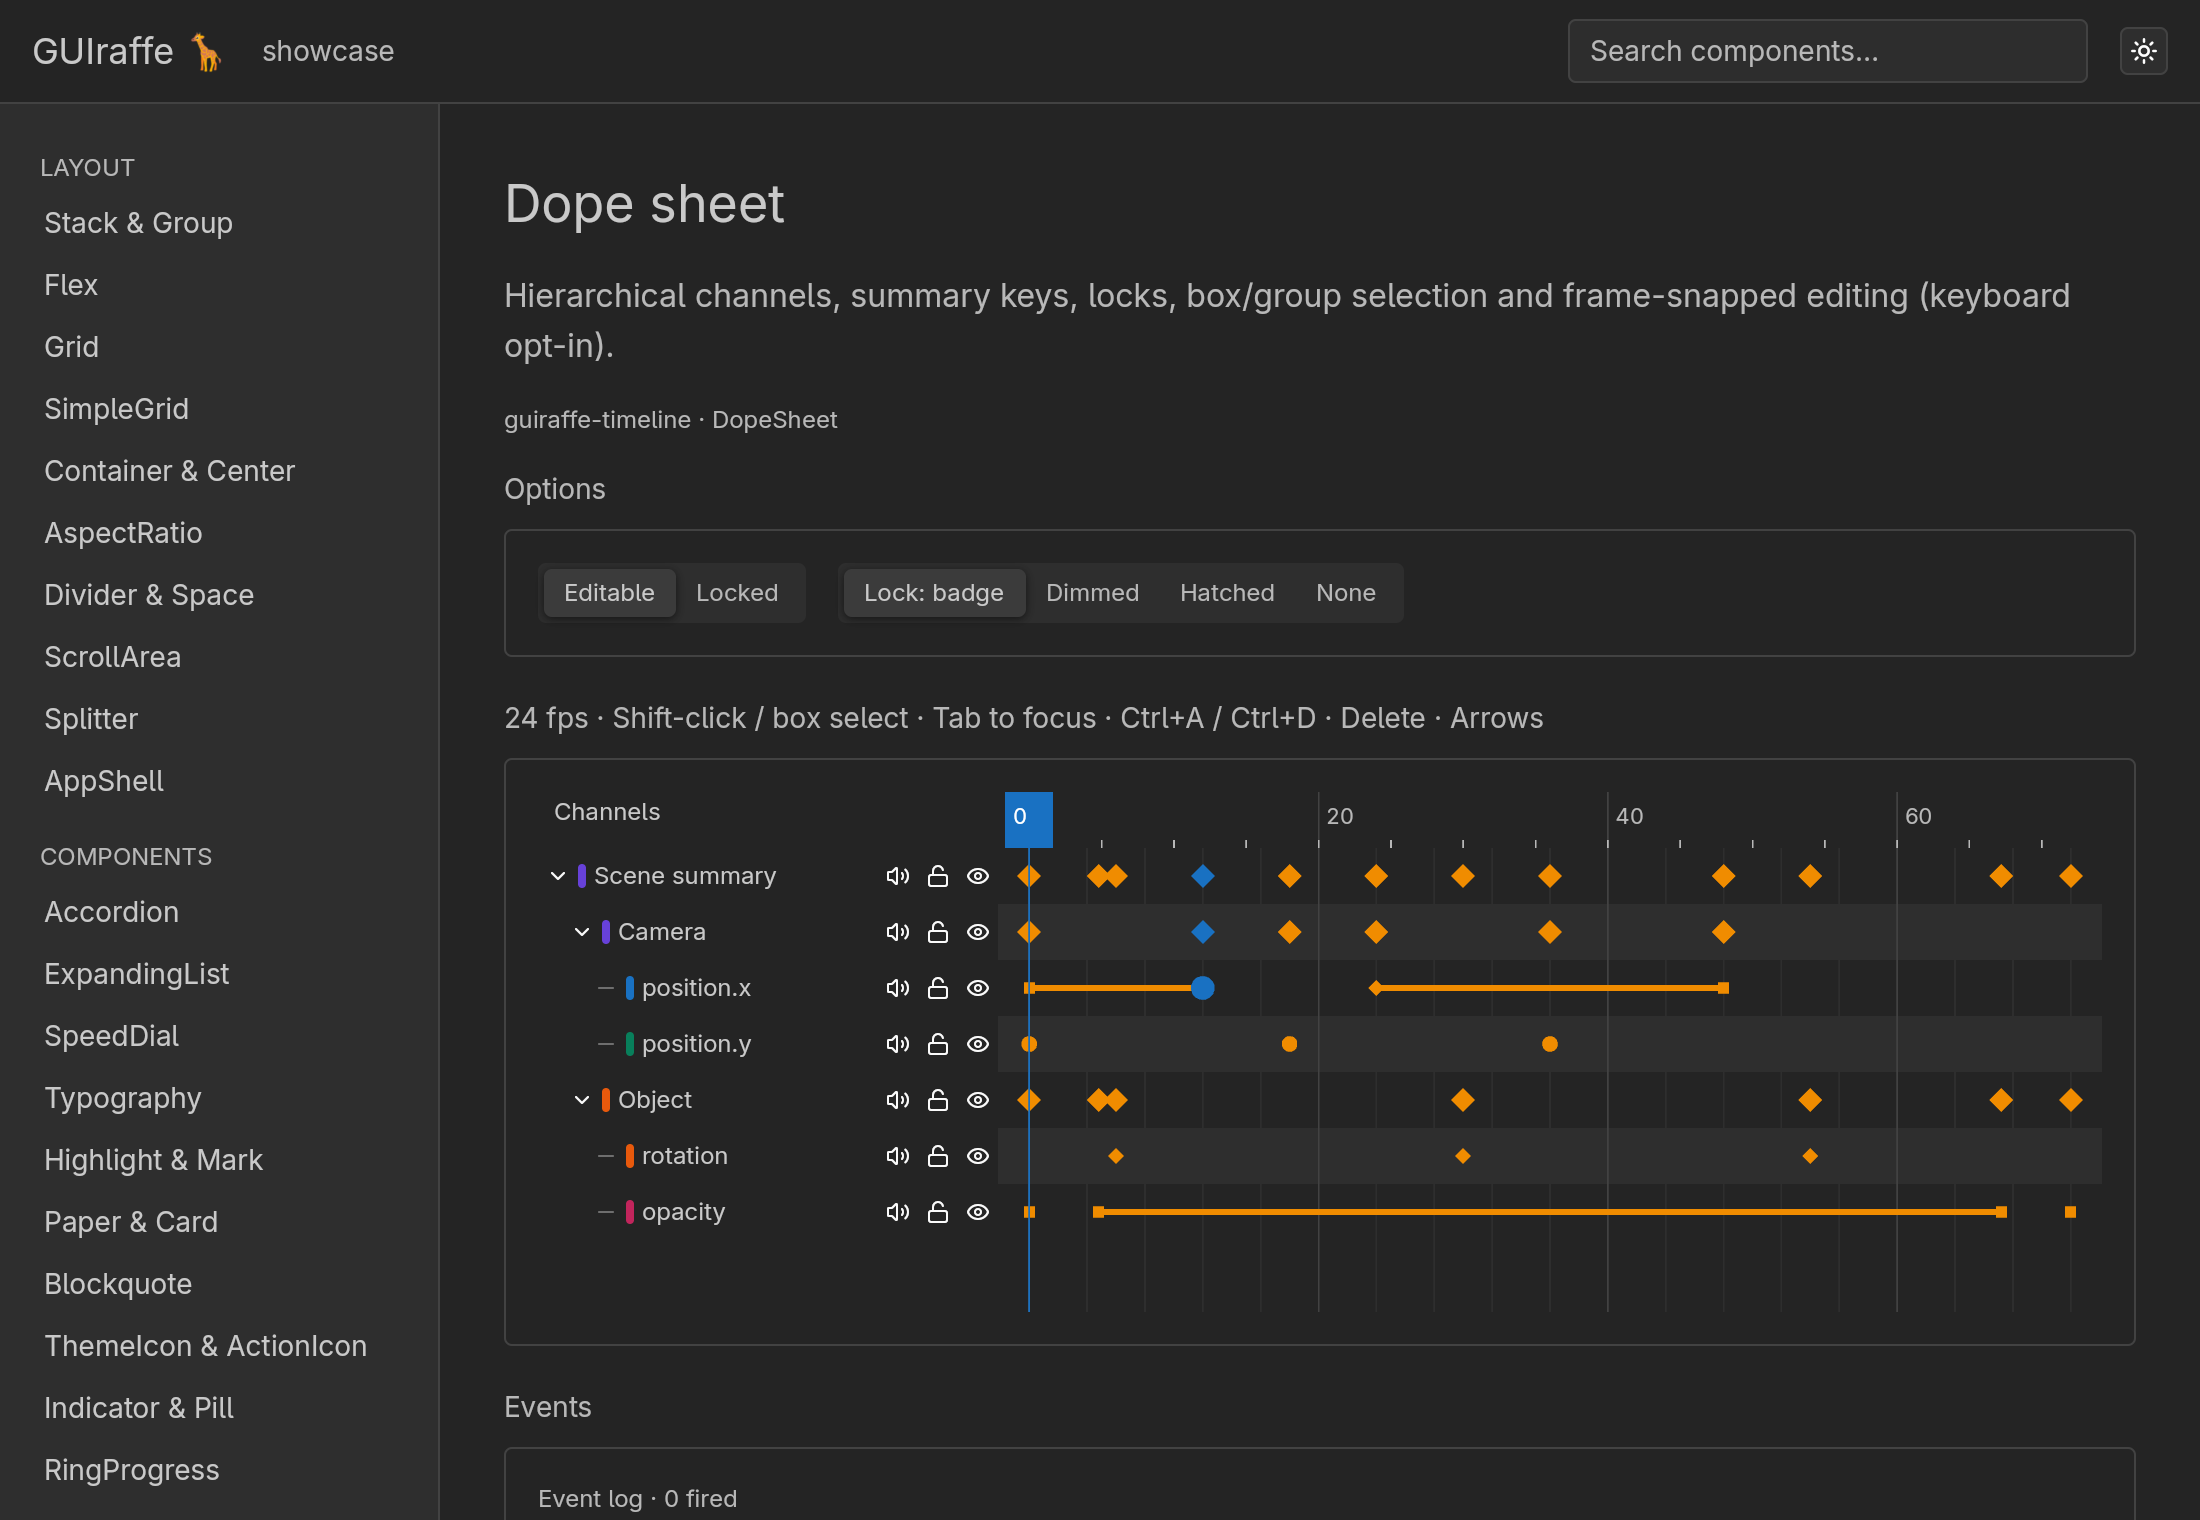 GUIraffe 🦒 showcase
Search components...
LAYOUT
Stack & Group
Flex
Grid
SimpleGrid
Container & Center
AspectRatio
Divider & Space
ScrollArea
Splitter
AppShell
COMPONENTS
Accordion
ExpandingList
SpeedDial
Typography
Highlight & Mark
Paper & Card
Blockquote
ThemeIcon & ActionIcon
Indicator & Pill
RingProgress
Dope sheet
Hierarchical channels, summary keys, locks, box/group selection and frame-snapped editing (keyboard
opt-in).
guiraffe-timeline · DopeSheet
Options
Editable Locked Lock: badge Dimmed Hatched None
24 fps · Shift-click / box select · Tab to focus · Ctrl+A / Ctrl+D · Delete · Arrows
Channels 0 20 40 60
Scene summary
Camera
position.x
position.y
Object
rotation
opacity
Events
Event log · 0 fired